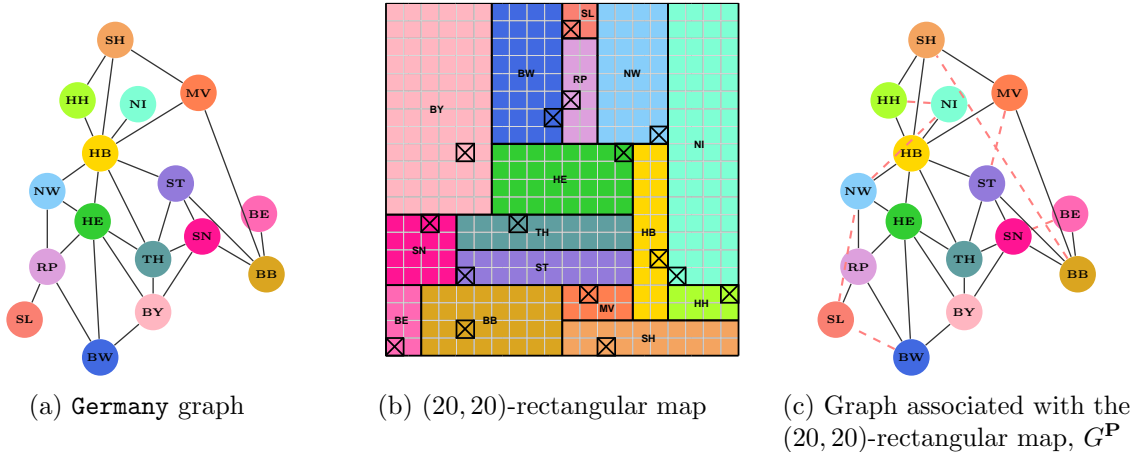 SH
HH
NI
MV
HB
NW
ST
HE
BE
SN
RP
TH
BB
BY
SL
BW
SL
BW
RP
NW
BY
NI
HE
TH
HB
SN
ST
BE
BB
MV
HH
SH
SH
MV
HH
NI
HB
NW
ST
HE
BE
SN
RP
TH
BB
BY
SL
BW
(a) Germany graph
(b) (20, 20)-rectangular map
(c) Graph associated with the
(20, 20)-rectangular map, G^P